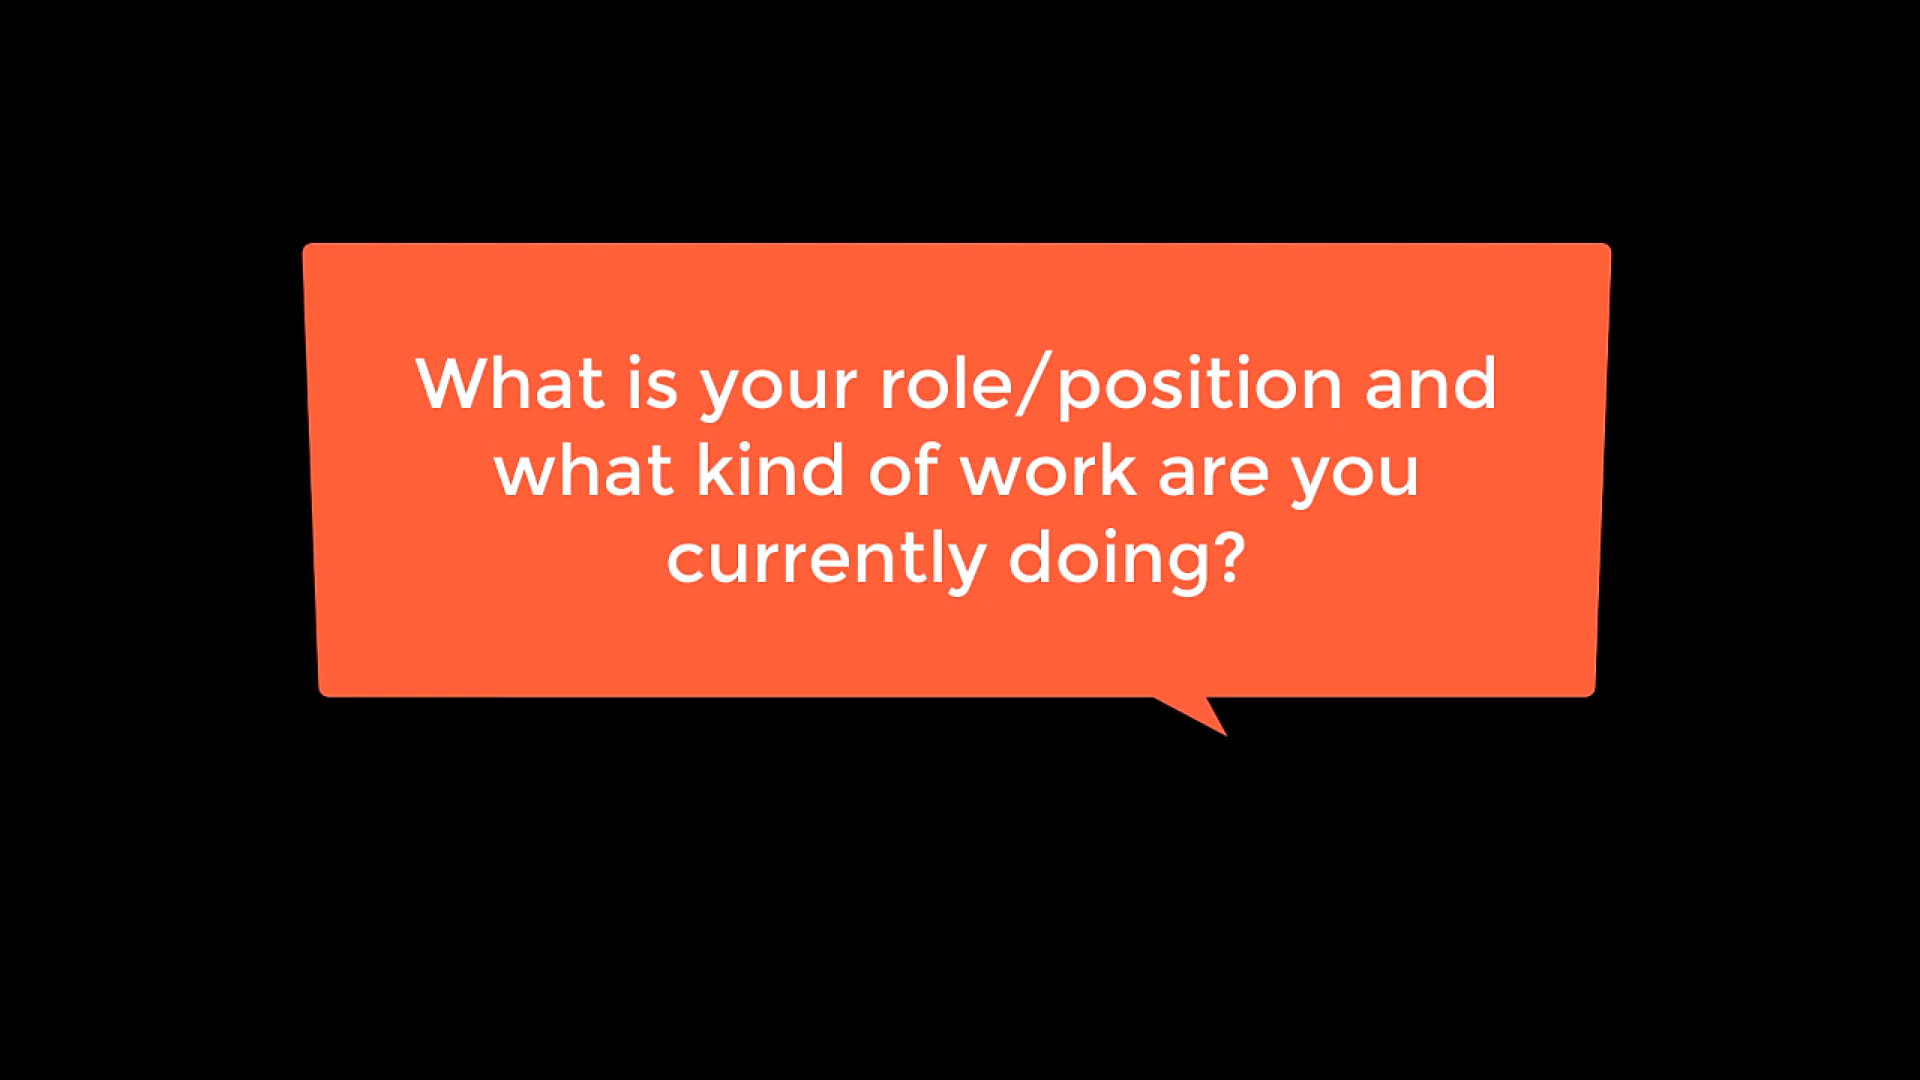 What is your role/position and
what kind of work are you
currently doing?